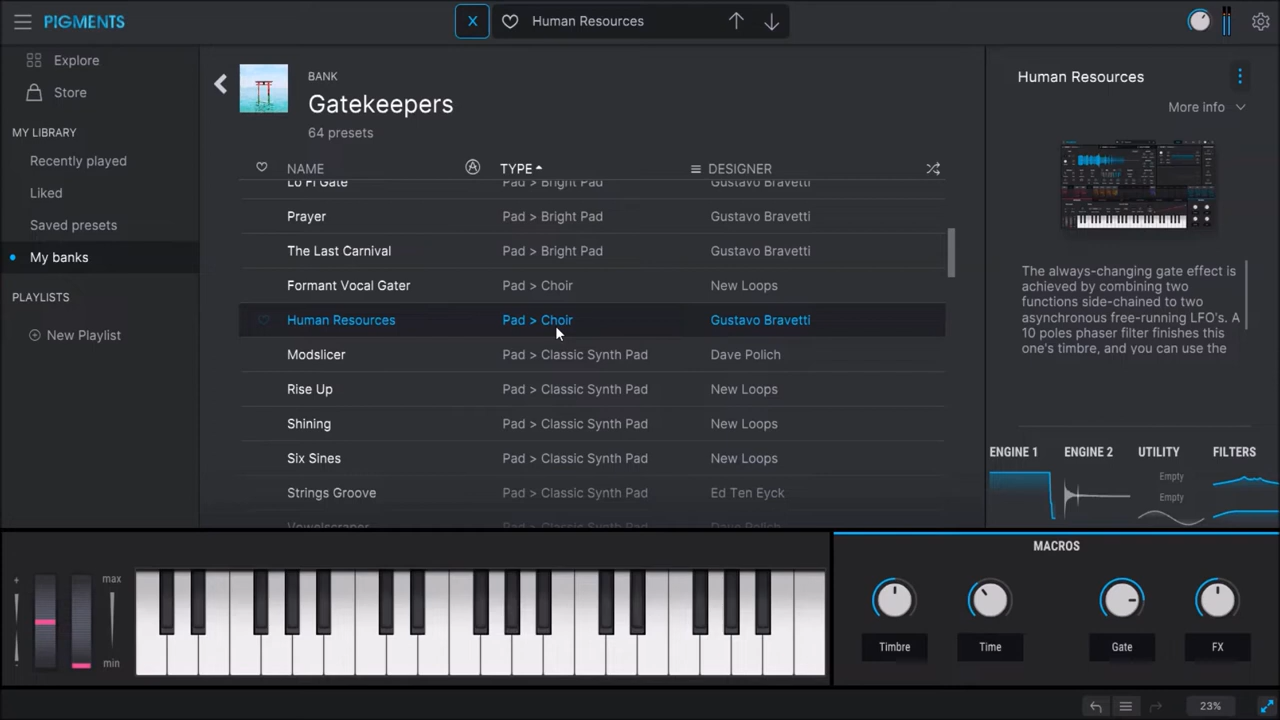 PIGMENTS
X
Human Resources
Explore
Store
MY LIBRARY
Recently played
Liked
Saved presets
My banks
PLAYLISTS
New Playlist
BANK
Gatekeepers
64 presets
NAME TYPE DESIGNER
Lo Fi Gate Pad > Bright Pad Gustavo Bravetti
Prayer Pad > Bright Pad Gustavo Bravetti
The Last Carnival Pad > Bright Pad Gustavo Bravetti
Formant Vocal Gater Pad > Choir New Loops
Human Resources Pad > Choir Gustavo Bravetti
Modslicer Pad > Classic Synth Pad Dave Polich
Rise Up Pad > Classic Synth Pad New Loops
Shining Pad > Classic Synth Pad New Loops
Six Sines Pad > Classic Synth Pad New Loops
Strings Groove Pad > Classic Synth Pad Ed Ten Eyck
Vowelscraper Pad > Classic Synth Pad Dave Polich
Human Resources
More info
The always-changing gate effect is
achieved by combining two
functions side-chained to two
asynchronous free-running LFO's. A
10 poles phaser filter finishes this
one's timbre, and you can use the
ENGINE 1 ENGINE 2 UTILITY FILTERS
Empty
Empty
+
-
max
min
MACROS
Timbre Time Gate FX
23%